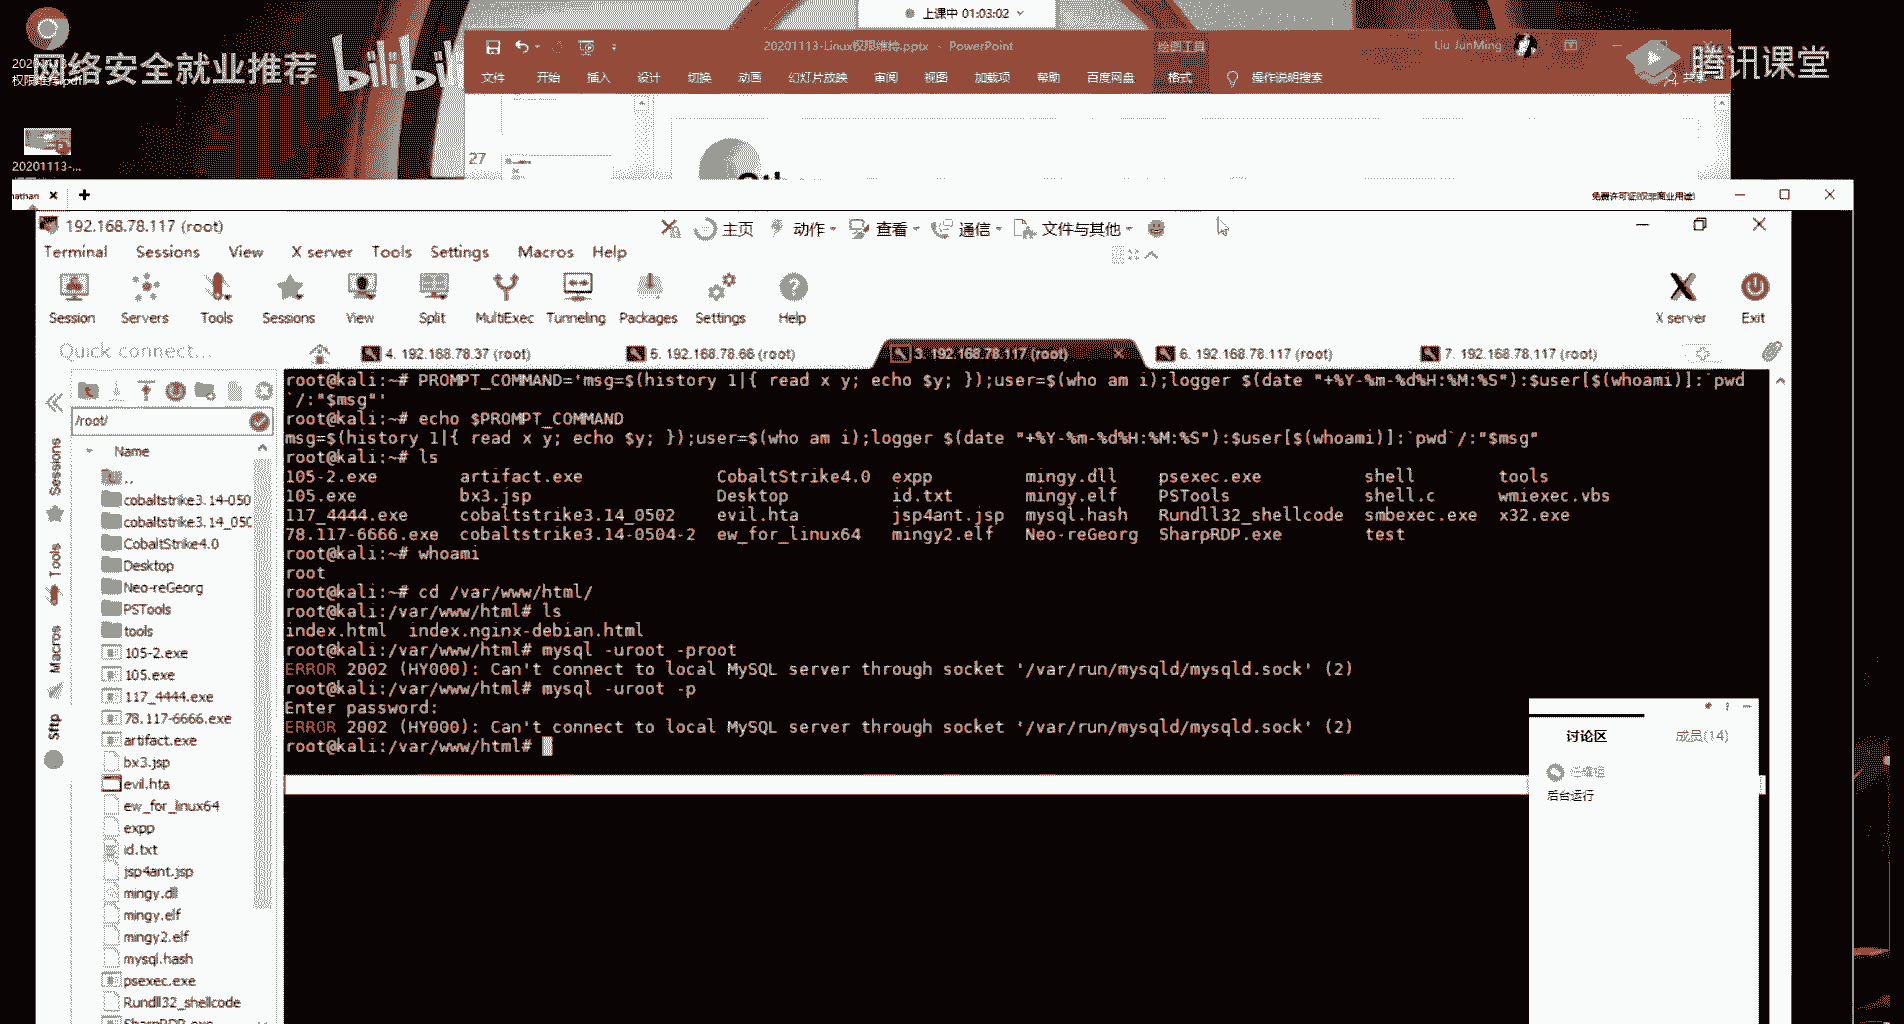 上课中 01:03:02
20201113-Linux权限维持.pptx - PowerPoint
绘图工具
Liu JunMing
网络安全就业推荐
bilibili
腾讯课堂
权限维持.pdf
文件 开始 插入 设计 切换 动画 幻灯片放映 审阅 视图 加载项 帮助 百度网盘 格式 操作说明搜索
20201113-...
27
nathan
免费许可证(仅限非商业用途)
192.168.78.117 (root)
主页 动作 查看 通信 文件与其他
Terminal Sessions View X server Tools Settings Macros Help
Session Servers Tools Sessions View Split MultiExec Tunneling Packages Settings Help X server Exit
Quick connect...
4. 192.168.78.37 (root) 5. 192.168.78.66 (root) 3. 192.168.78.117 (root) 6. 192.168.78.117 (root) 7. 192.168.78.117 (root)
Sessions
Tools
Macros
Sftp
/root/
Name
..
cobaltstrike3.14-050
cobaltstrike3.14_050
CobaltStrike4.0
Desktop
Neo-reGeorg
PSTools
tools
105-2.exe
105.exe
117_4444.exe
78.117-6666.exe
artifact.exe
bx3.jsp
evil.hta
ew_for_linux64
expp
id.txt
jsp4ant.jsp
mingy.dll
mingy.elf
mingy2.elf
mysql.hash
psexec.exe
Rundll32_shellcode
SharpRDP.exe
root@kali:~# PROMPT_COMMAND='msg=$(history 1|{ read x y; echo $y; });user=$(who am i);logger $(date "+%Y-%m-%d%H:%M:%S"):$user[$(whoami)]:`pwd
`/:"$msg"'
root@kali:~# echo $PROMPT_COMMAND
msg=$(history 1|{ read x y; echo $y; });user=$(who am i);logger $(date "+%Y-%m-%d%H:%M:%S"):$user[$(whoami)]:`pwd`/:"$msg"
root@kali:~# ls
105-2.exe artifact.exe CobaltStrike4.0 expp mingy.dll psexec.exe shell tools
105.exe bx3.jsp Desktop id.txt mingy.elf PSTools shell.c wmiexec.vbs
117_4444.exe cobaltstrike3.14_0502 evil.hta jsp4ant.jsp mysql.hash Rundll32_shellcode smbexec.exe x32.exe
78.117-6666.exe cobaltstrike3.14-0504-2 ew_for_linux64 mingy2.elf Neo-reGeorg SharpRDP.exe test
root@kali:~# whoami
root
root@kali:~# cd /var/www/html/
root@kali:/var/www/html# ls
index.html index.nginx-debian.html
root@kali:/var/www/html# mysql -uroot -proot
ERROR 2002 (HY000): Can't connect to local MySQL server through socket '/var/run/mysqld/mysqld.sock' (2)
root@kali:/var/www/html# mysql -uroot -p
Enter password:
ERROR 2002 (HY000): Can't connect to local MySQL server through socket '/var/run/mysqld/mysqld.sock' (2)
root@kali:/var/www/html#
讨论区 成员(14)
后台运行